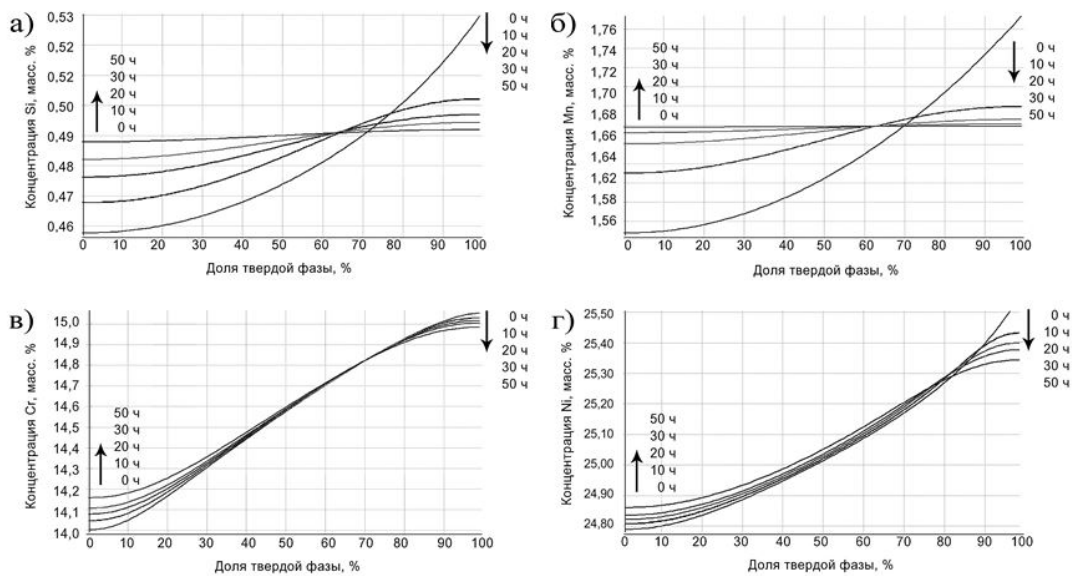 а)
Концентрация Si, масс. %
0,53
0,52
0,52
0,50
0,49
0,48
0,47
0,46
50 ч
30 ч
20 ч
10 ч
0 ч
0 ч
10 ч
20 ч
30 ч
50 ч
0 10 20 30 40 50 60 70 80 90 100
Доля твердой фазы, %
б)
Концентрация Mn, масс. %
1,76
1,72
1,72
1,70
1,68
1,66
1,64
1,62
1,58
1,56
50 ч
30 ч
20 ч
10 ч
0 ч
0 ч
10 ч
20 ч
30 ч
50 ч
0 10 20 30 40 50 60 70 80 90 100
Доля твердой фазы, %
в)
Концентрация Cr, масс. %
15,0
14,9
14,8
14,7
14,6
14,5
14,4
14,3
14,2
14,1
14,0
50 ч
30 ч
20 ч
10 ч
0 ч
0 ч
10 ч
20 ч
30 ч
50 ч
0 10 20 30 40 50 60 70 80 90 100
Доля твердой фазы, %
г)
Концентрация Ni, масс. %
25,50
25,40
25,30
25,20
25,10
25,00
24,90
24,80
50 ч
30 ч
20 ч
10 ч
0 ч
0 ч
10 ч
20 ч
30 ч
50 ч
0 10 20 30 40 50 60 70 80 90 100
Доля твердой фазы, %